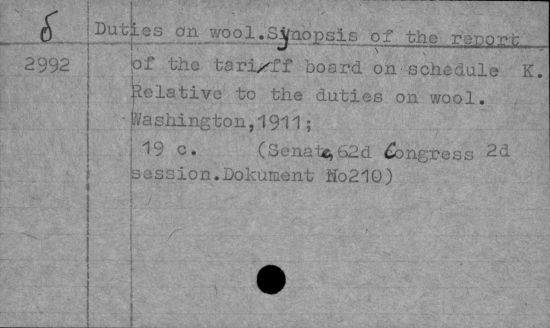 δ Duties on wool.Synopsis of the report
2992 of the tariff board on schedule K.
Relative to the duties on wool.
Washington,1911;
19 c. (Senate,62d Congress 2d
session.Dokument No210)